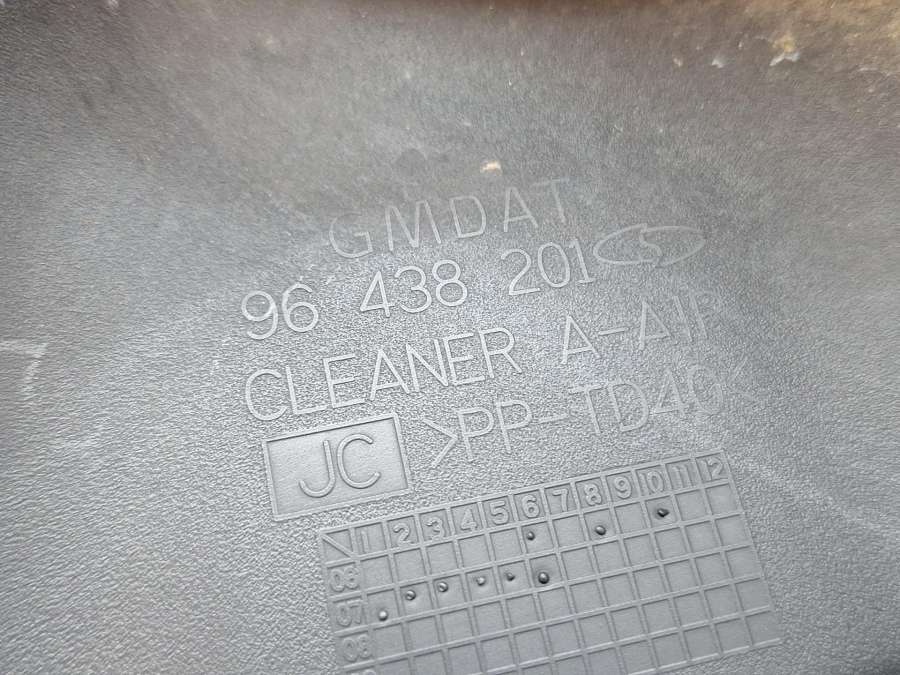 GMDAT
96 438 201
CLEANER A-AIR
JC >PP-TD40<
1 2 3 4 5 6 7 8 9 10 11 12
06
07
08